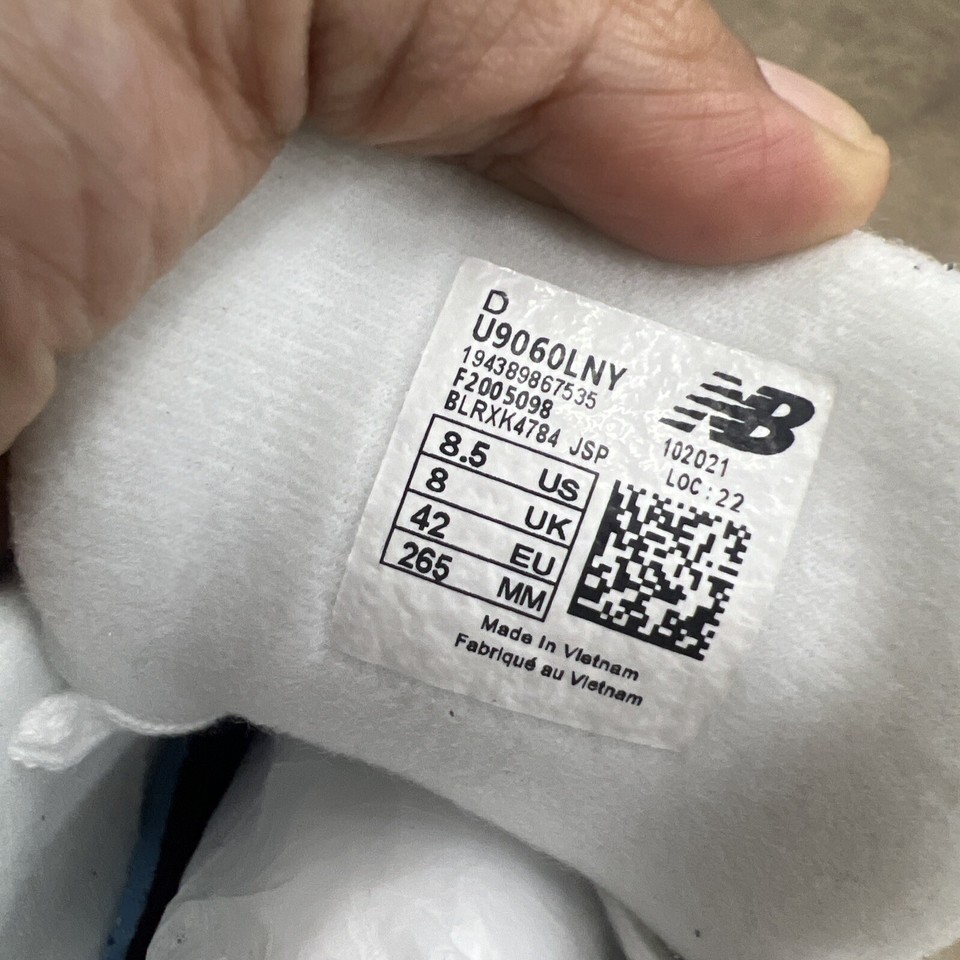 D
U9060LNY
194389867535
F2005098
BLRXK4784 JSP
NB
102021
LOC:22
8.5 US
8 UK
42 EU
265 MM
Made In Vietnam
Fabriqué au Vietnam